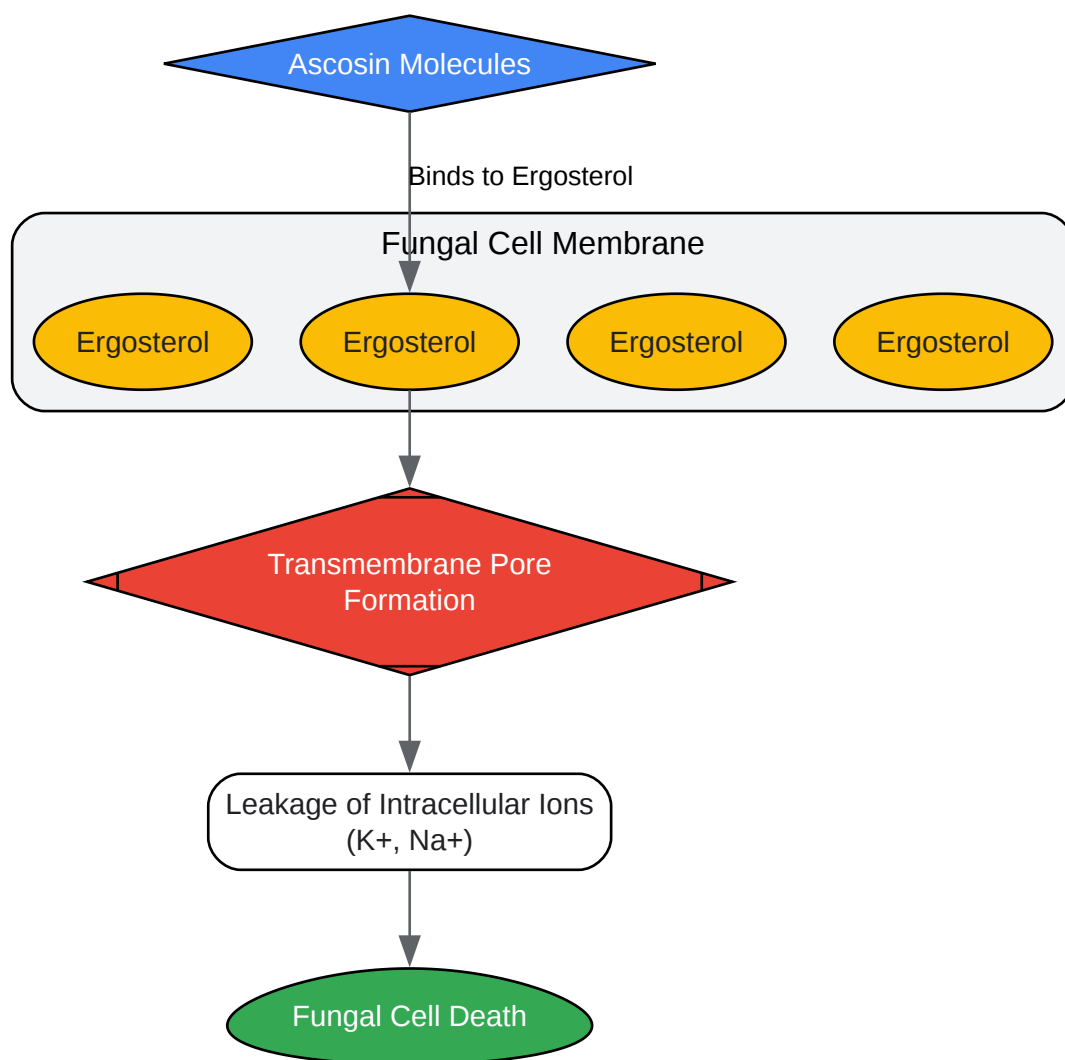 Ascosin Molecules
Binds to Ergosterol
Fungal Cell Membrane
Ergosterol
Ergosterol
Ergosterol
Ergosterol
Transmembrane Pore
Formation
Leakage of Intracellular Ions
(K+, Na+)
Fungal Cell Death